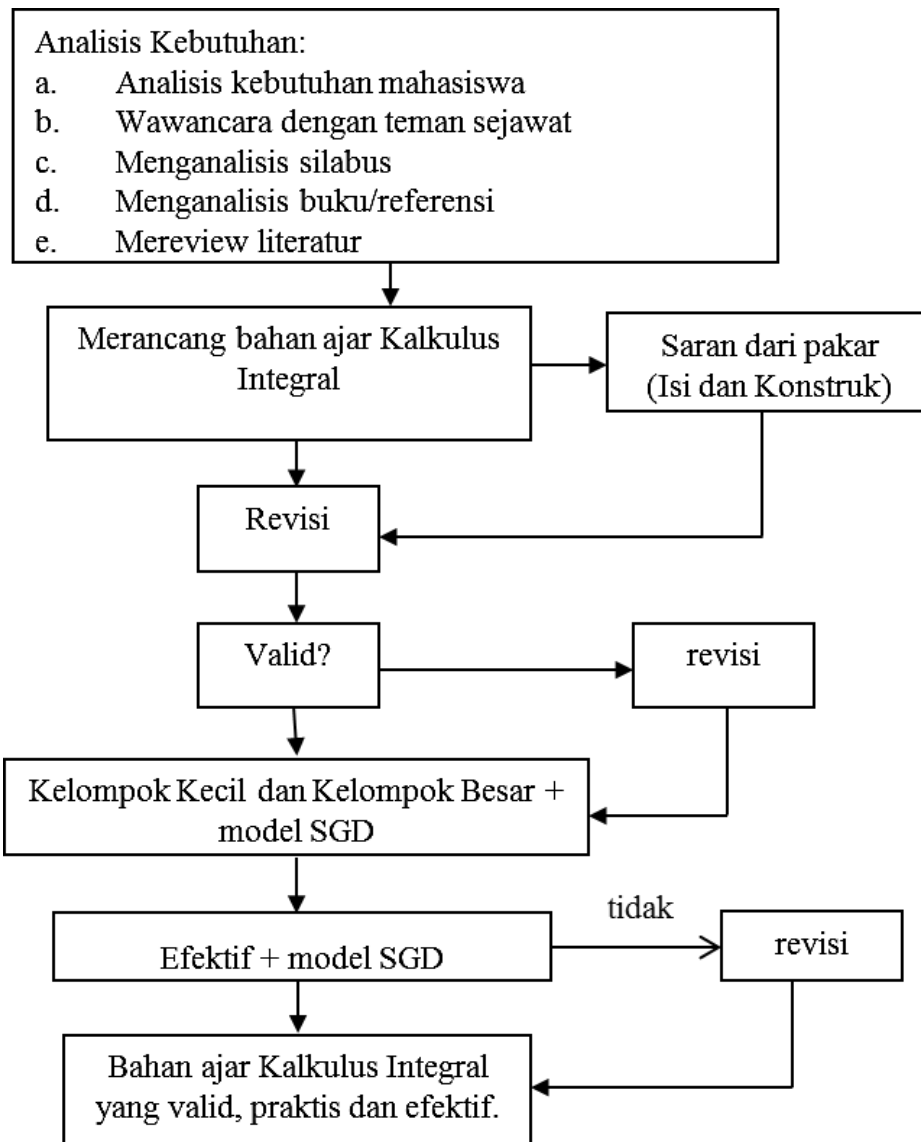 Analisis Kebutuhan:
a. Analisis kebutuhan mahasiswa
b. Wawancara dengan teman sejawat
c. Menganalisis silabus
d. Menganalisis buku/referensi
e. Mereview literatur
Merancang bahan ajar Kalkulus
Integral
Saran dari pakar
(Isi dan Konstruk)
Revisi
Valid?
revisi
Kelompok Kecil dan Kelompok Besar +
model SGD
Efektif + model SGD
tidak
revisi
Bahan ajar Kalkulus Integral
yang valid, praktis dan efektif.